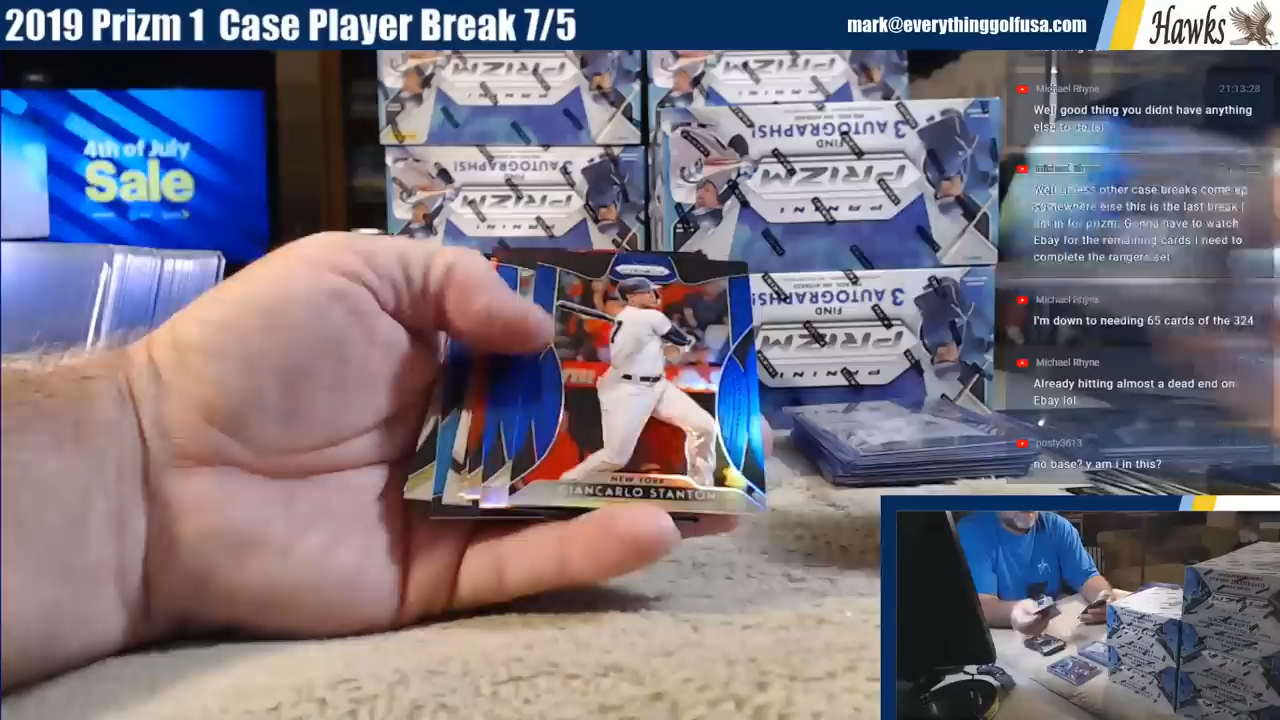 2019 Prizm 1 Case Player Break 7/5
mark@everythinggolfusa.com
Hawks
4th of July
Sale
PRIZM
PRIZM
3 AUTOGRAPHS!
FIND
PRIZM
PANINI
3 AUTOGRAPHS!
FIND
PRIZM
PANINI
3 AUTOGRAPHS!
FIND
PRIZM
PANINI
NEW YORK
GIANCARLO STANTON
Michael Rhyne 21:13:28
Well good thing you didnt have anything
else to do lol
Well unless other case breaks come up
somewhere else this is the last break I
am in for prizm. Gonna have to watch
Ebay for the remaining cards i need to
complete the rangers set
Michael Rhyne
I'm down to needing 65 cards of the 324
Michael Rhyne
Already hitting almost a dead end on
Ebay lol
posty3613
no base? y am i in this?